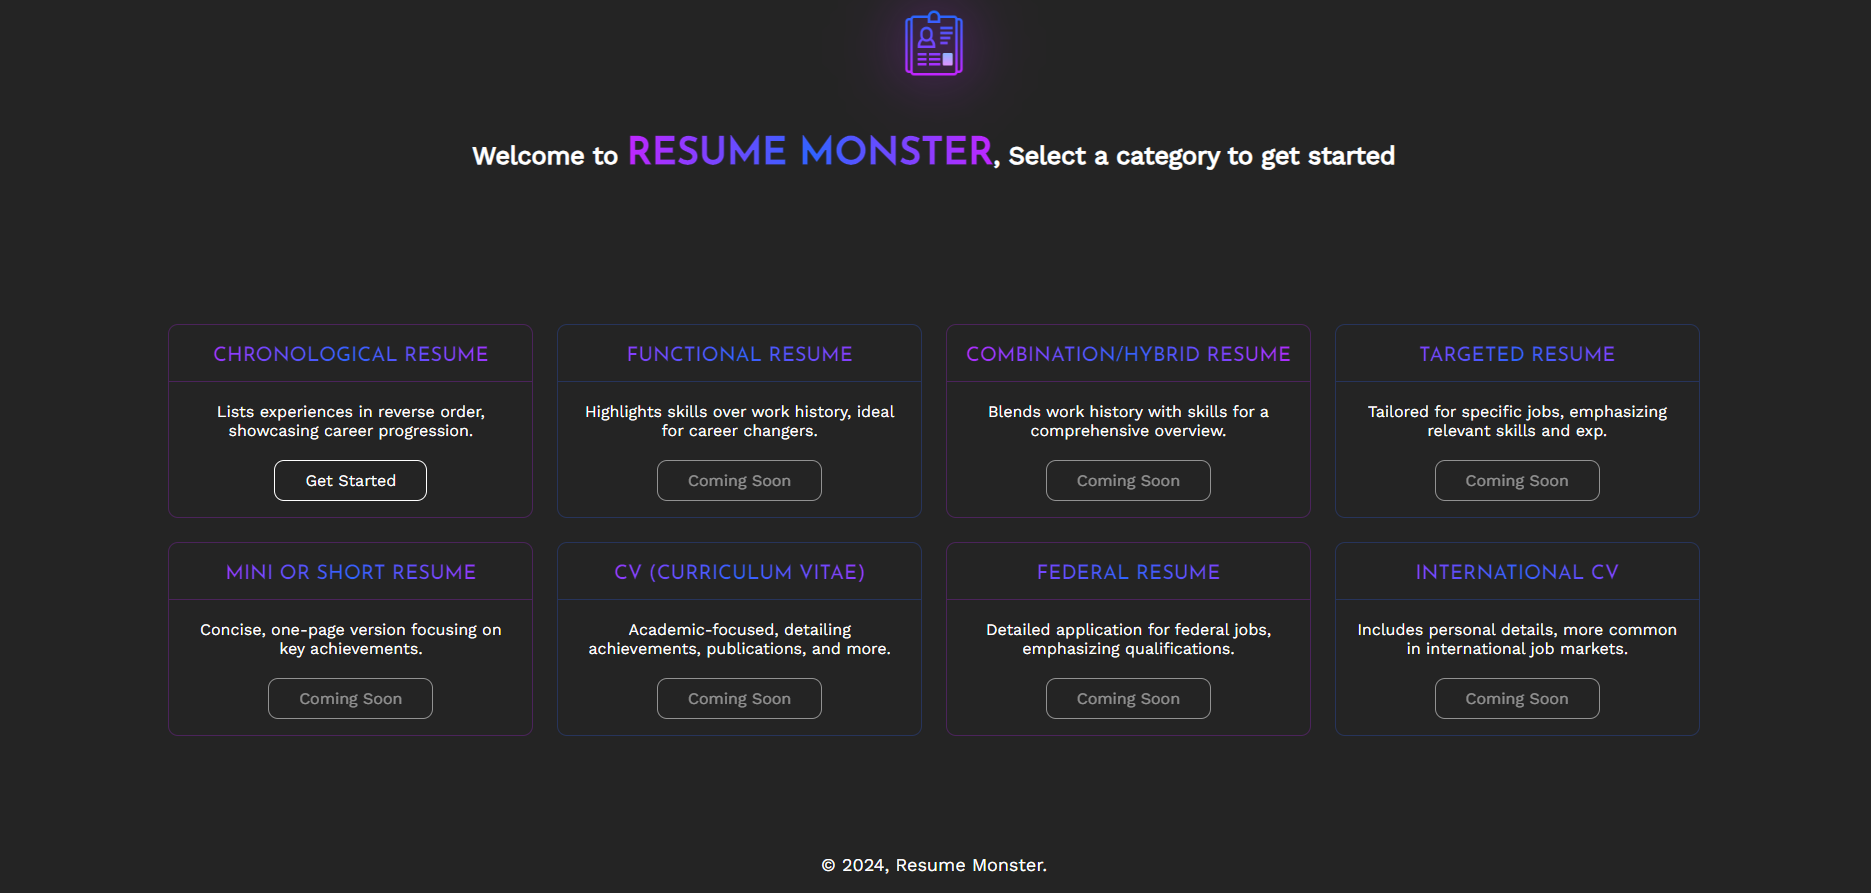 Welcome to RESUME MONSTER, Select a category to get started
CHRONOLOGICAL RESUME
Lists experiences in reverse order,
showcasing career progression.
Get Started
FUNCTIONAL RESUME
Highlights skills over work history, ideal
for career changers.
Coming Soon
COMBINATION/HYBRID RESUME
Blends work history with skills for a
comprehensive overview.
Coming Soon
TARGETED RESUME
Tailored for specific jobs, emphasizing
relevant skills and exp.
Coming Soon
MINI OR SHORT RESUME
Concise, one-page version focusing on
key achievements.
Coming Soon
CV (CURRICULUM VITAE)
Academic-focused, detailing
achievements, publications, and more.
Coming Soon
FEDERAL RESUME
Detailed application for federal jobs,
emphasizing qualifications.
Coming Soon
INTERNATIONAL CV
Includes personal details, more common
in international job markets.
Coming Soon
© 2024, Resume Monster.